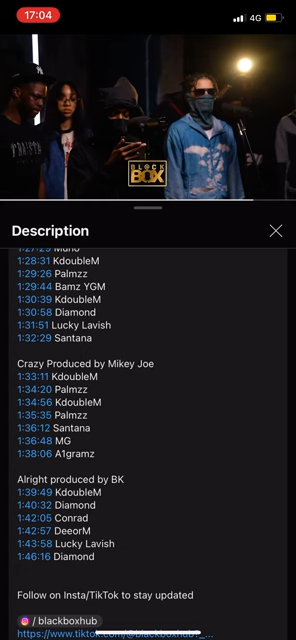 17:04
4G
BL@CK
BOX
Description
1:28:31 KdoubleM
1:29:26 Palmzz
1:29:44 Bamz YGM
1:30:39 KdoubleM
1:30:58 Diamond
1:31:51 Lucky Lavish
1:32:29 Santana
Crazy Produced by Mikey Joe
1:33:11 KdoubleM
1:34:20 Palmzz
1:34:56 KdoubleM
1:35:35 Palmzz
1:36:12 Santana
1:36:48 MG
1:38:06 A1gramz
Alright produced by BK
1:39:49 KdoubleM
1:40:32 Diamond
1:42:05 Conrad
1:42:57 DeeorM
1:43:58 Lucky Lavish
1:46:16 Diamond
Follow on Insta/TikTok to stay updated
/ blackboxhub